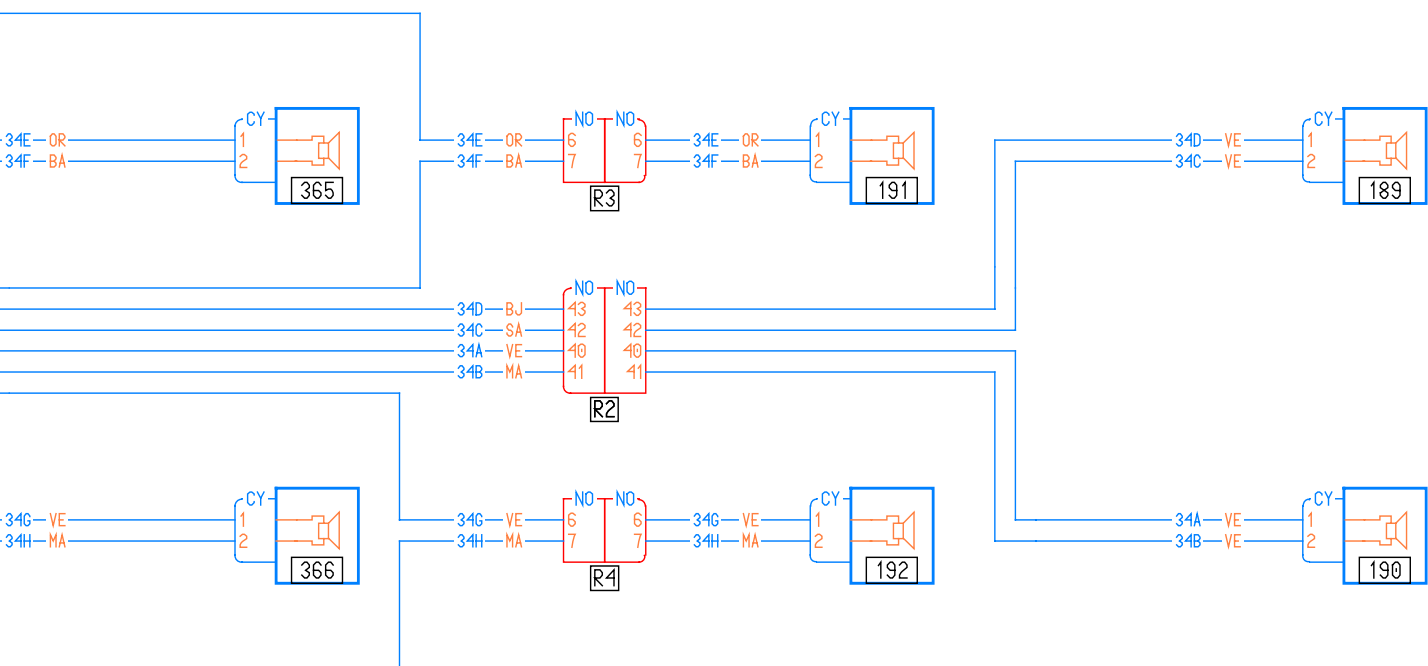 CY NO NO CY CY
34E OR 1 34E OR 6 6 34E OR 1 34D VE 1
34F BA 2 34F BA 7 7 34F BA 2 34C VE 2
365 191 189
R3
NO NO
34D BJ 43 43
34C SA 42 42
34A VE 40 40
34B MA 41 41
R2
CY NO NO CY CY
34G VE 1 34G VE 6 6 34G VE 1 34A VE 1
34H MA 2 34H MA 7 7 34H MA 2 34B VE 2
366 192 190
R4